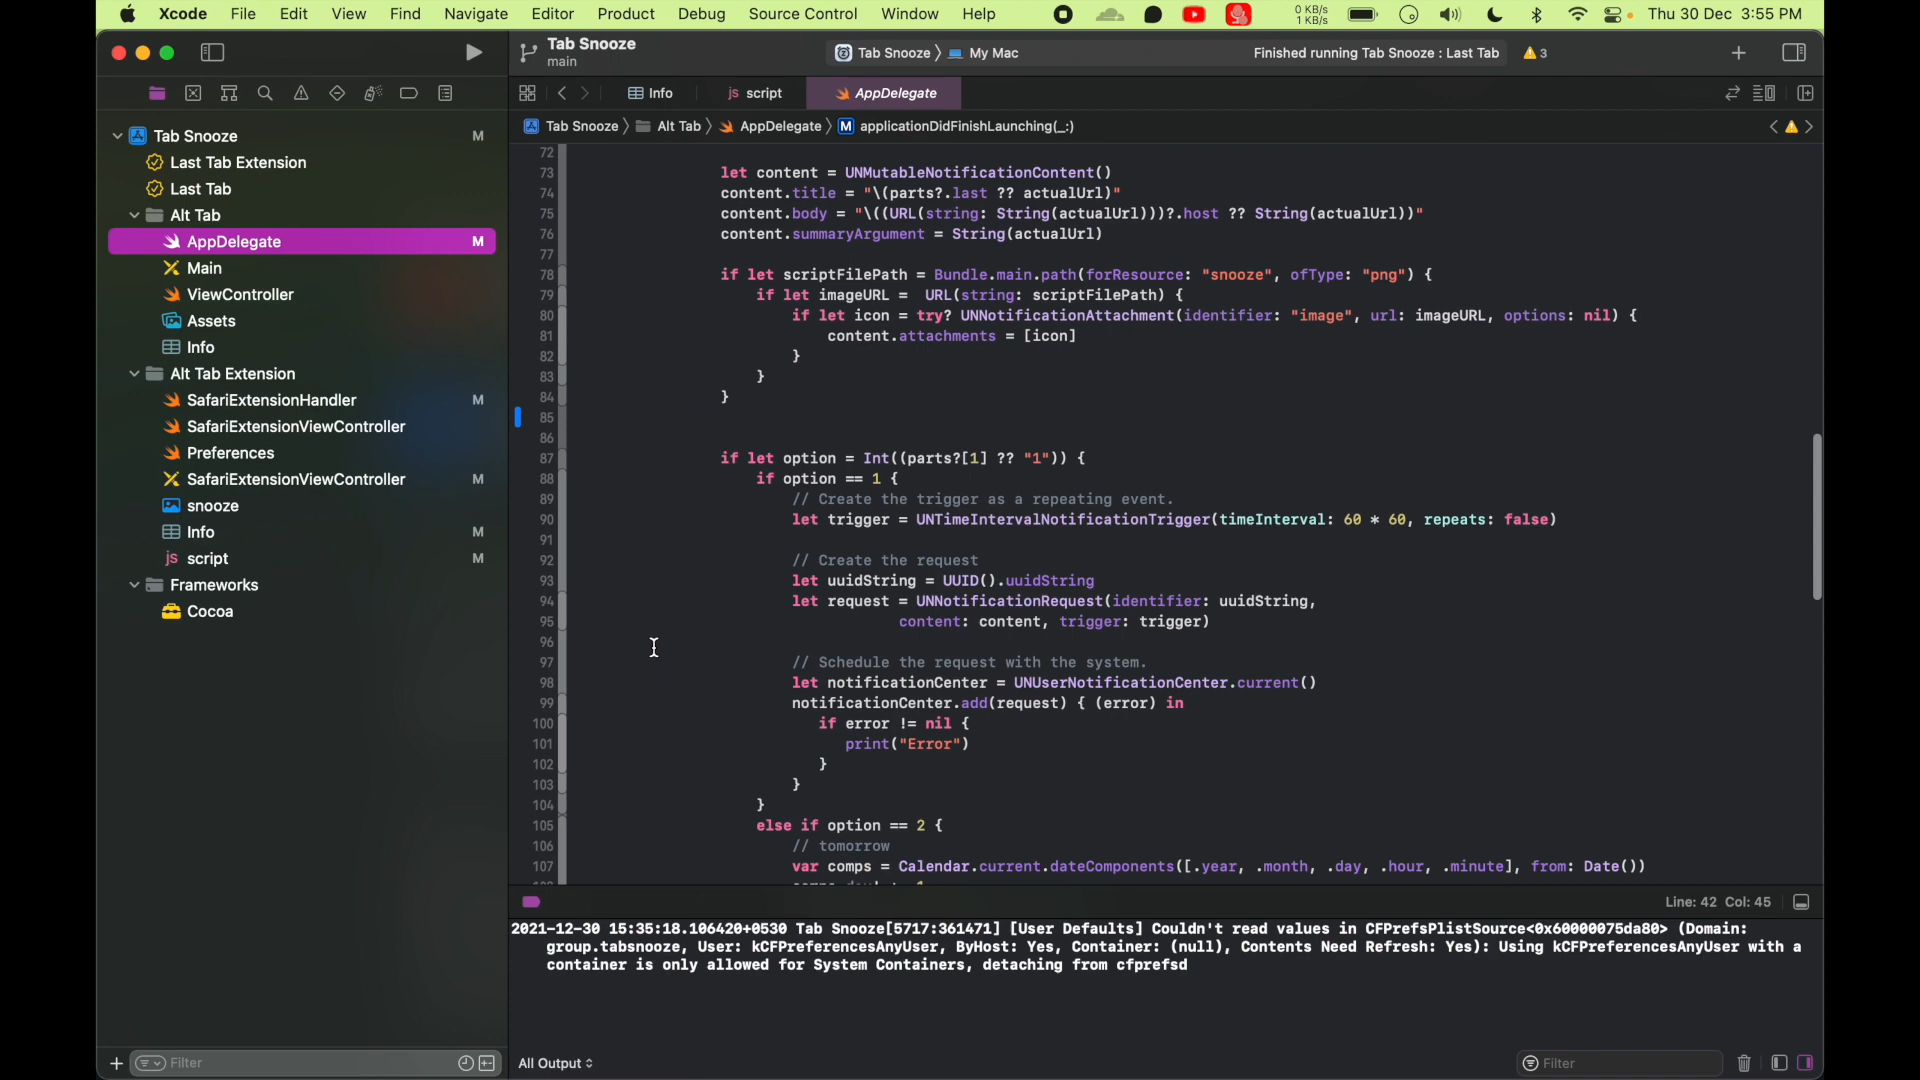 Xcode File Edit View Find Navigate Editor Product Debug Source Control Window Help 0 KB/s 1 KB/s Thu 30 Dec 3:55 PM
Tab Snooze
main
Tab Snooze My Mac
Finished running Tab Snooze : Last Tab
3
Info
script
AppDelegate
Tab Snooze Alt Tab AppDelegate M applicationDidFinishLaunching(_:)
Tab Snooze M
Last Tab Extension
Last Tab
Alt Tab
AppDelegate M
Main
ViewController
Assets
Info
Alt Tab Extension
SafariExtensionHandler M
SafariExtensionViewController
Preferences
SafariExtensionViewController M
snooze
Info M
js script M
Frameworks
Cocoa
Filter
72
73 let content = UNMutableNotificationContent()
74 content.title = "\(parts?.last ?? actualUrl)"
75 content.body = "\((URL(string: String(actualUrl)))?.host ?? String(actualUrl))"
76 content.summaryArgument = String(actualUrl)
77
78 if let scriptFilePath = Bundle.main.path(forResource: "snooze", ofType: "png") {
79 if let imageURL =  URL(string: scriptFilePath) {
80 if let icon = try? UNNotificationAttachment(identifier: "image", url: imageURL, options: nil) {
81 content.attachments = [icon]
82 }
83 }
84 }
85
86
87 if let option = Int((parts?[1] ?? "1")) {
88 if option == 1 {
89 // Create the trigger as a repeating event.
90 let trigger = UNTimeIntervalNotificationTrigger(timeInterval: 60 * 60, repeats: false)
91
92 // Create the request
93 let uuidString = UUID().uuidString
94 let request = UNNotificationRequest(identifier: uuidString,
95 content: content, trigger: trigger)
96
97 // Schedule the request with the system.
98 let notificationCenter = UNUserNotificationCenter.current()
99 notificationCenter.add(request) { (error) in
100 if error != nil {
101 print("Error")
102 }
103 }
104 }
105 else if option == 2 {
106 // tomorrow
107 var comps = Calendar.current.dateComponents([.year, .month, .day, .hour, .minute], from: Date())
Line: 42 Col: 45
2021-12-30 15:35:18.106420+0530 Tab Snooze[5717:361471] [User Defaults] Couldn't read values in CFPrefsPlistSource<0x60000075da80> (Domain:
group.tabsnooze, User: kCFPreferencesAnyUser, ByHost: Yes, Container: (null), Contents Need Refresh: Yes): Using kCFPreferencesAnyUser with a
container is only allowed for System Containers, detaching from cfprefsd
All Output
Filter